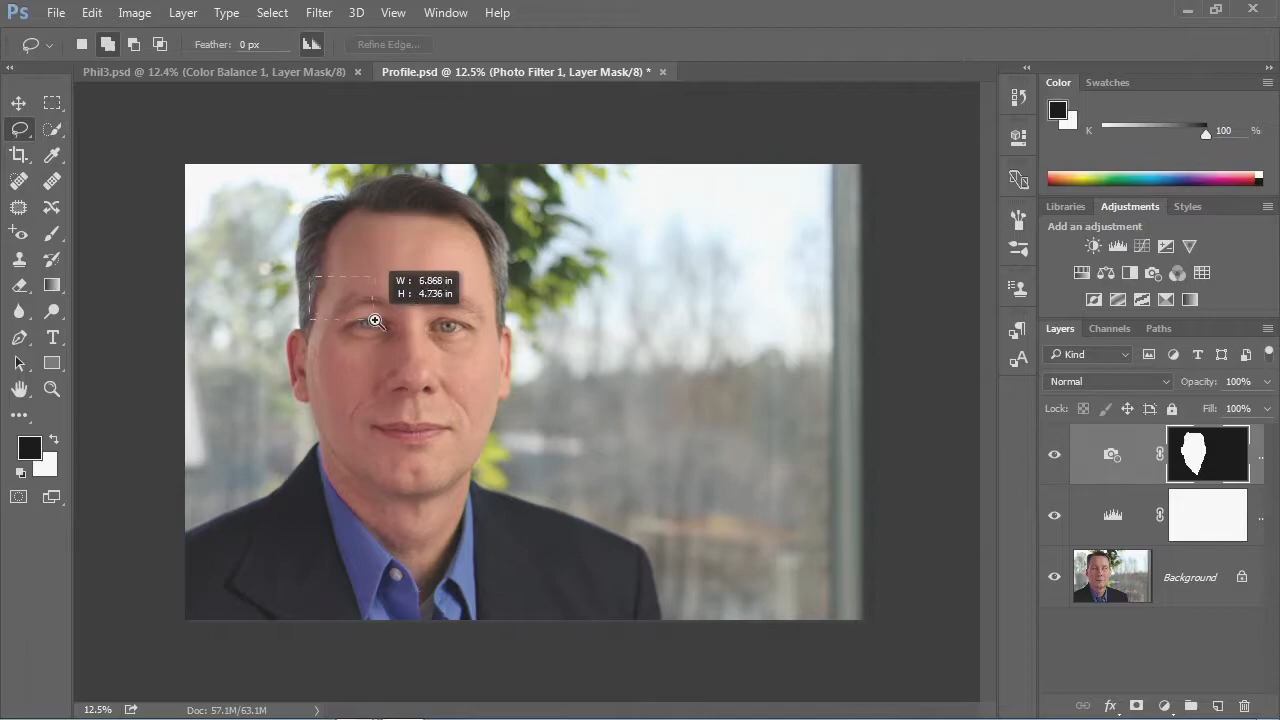 Ps File Edit Image Layer Type Select Filter 3D View Window Help
Feather: 0 px Refine Edge...
Phil3.psd @ 12.4% (Color Balance 1, Layer Mask/8) × Profile.psd @ 12.5% (Photo Filter 1, Layer Mask/8) * ×
Color Swatches
K 100 %
Libraries Adjustments Styles
Add an adjustment
W : 6.868 in
H : 4.736 in
Layers Channels Paths
Kind
Normal Opacity: 100%
Lock: Fill: 100%
Background
12.5% Doc: 57.1M/63.1M
fx